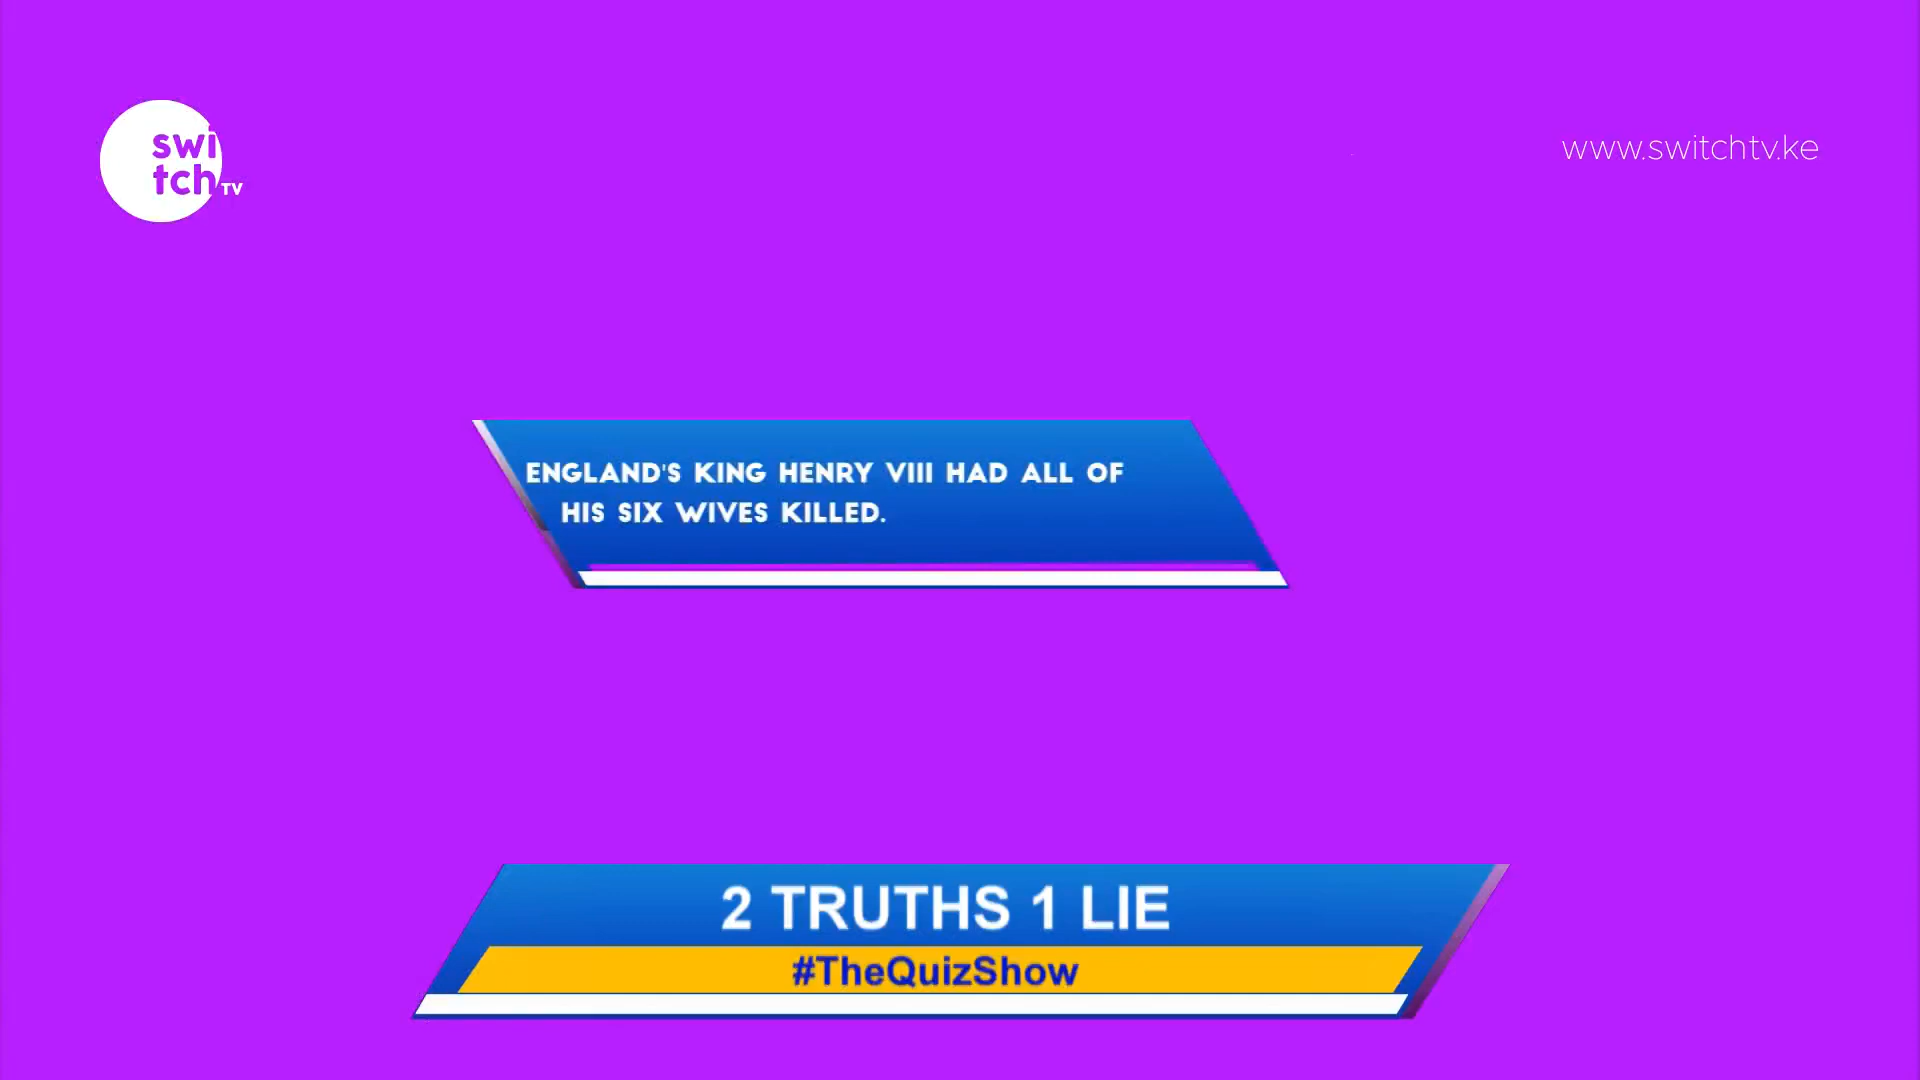 swi
tch TV
www.switchtv.ke
ENGLAND'S KING HENRY VIII HAD ALL OF
HIS SIX WIVES KILLED.
2 TRUTHS 1 LIE
#TheQuizShow